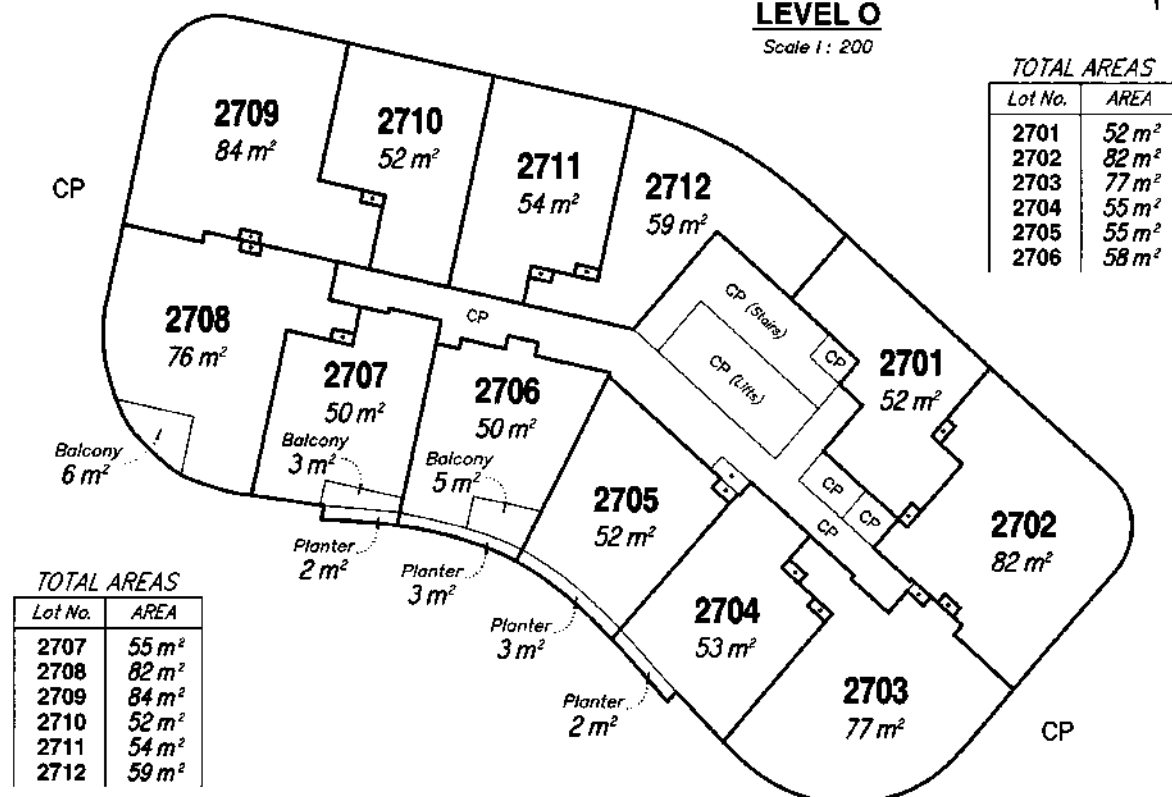 LEVEL O
Scale 1: 200
TOTAL AREAS
Lot No. AREA
2701 52 m²
2702 82 m²
2703 77 m²
2704 55 m²
2705 55 m²
2706 58 m²
2709
84 m²
2710
52 m²
2711
54 m²
2712
59 m²
CP
CP (Stairs)
CP (Lifts)
CP
CP
2701
52 m²
2708
76 m²
2707
50 m²
2706
50 m²
Balcony
6 m²
Balcony
3 m²
Balcony
5 m²
2705
52 m²
CP
CP
CP
2702
82 m²
Planter
2 m²
Planter
3 m²
Planter
3 m²
Planter
2 m²
2704
53 m²
2703
77 m²
CP
TOTAL AREAS
Lot No. AREA
2707 55 m²
2708 82 m²
2709 84 m²
2710 52 m²
2711 54 m²
2712 59 m²